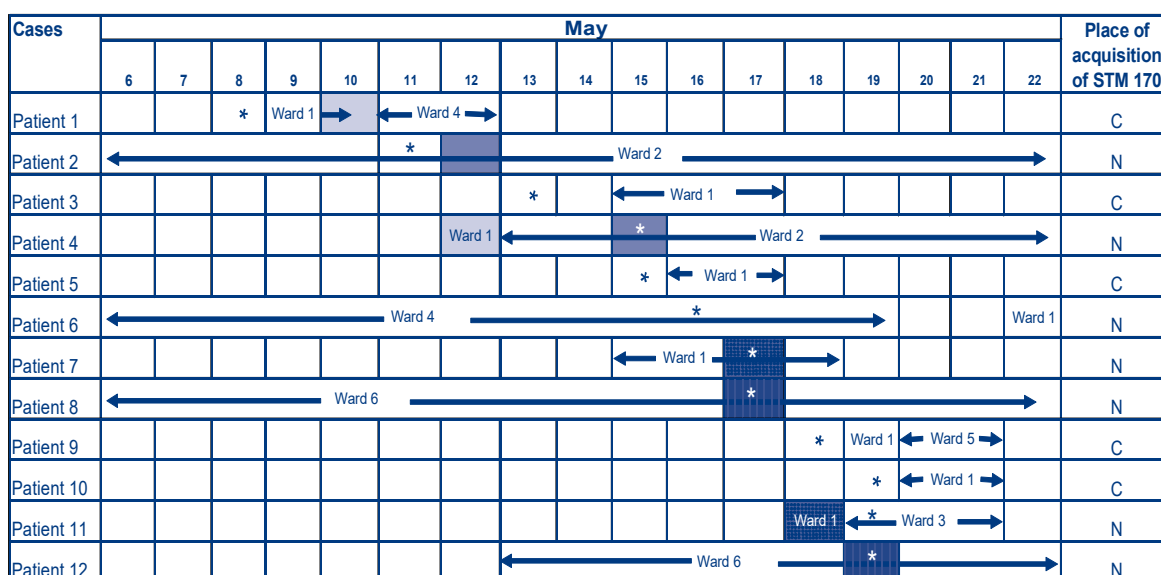 Cases May Place of acquisition of STM 170
6 7 8 9 10 11 12 13 14 15 16 17 18 19 20 21 22
Patient 1 * Ward 1 Ward 4 C
Patient 2 * Ward 2 N
Patient 3 * Ward 1 C
Patient 4 Ward 1 * Ward 2 N
Patient 5 * Ward 1 C
Patient 6 Ward 4 * Ward 1 N
Patient 7 Ward 1 * N
Patient 8 Ward 6 * N
Patient 9 * Ward 1 Ward 5 C
Patient 10 * Ward 1 C
Patient 11 Ward 1 * Ward 3 N
Patient 12 Ward 6 * N